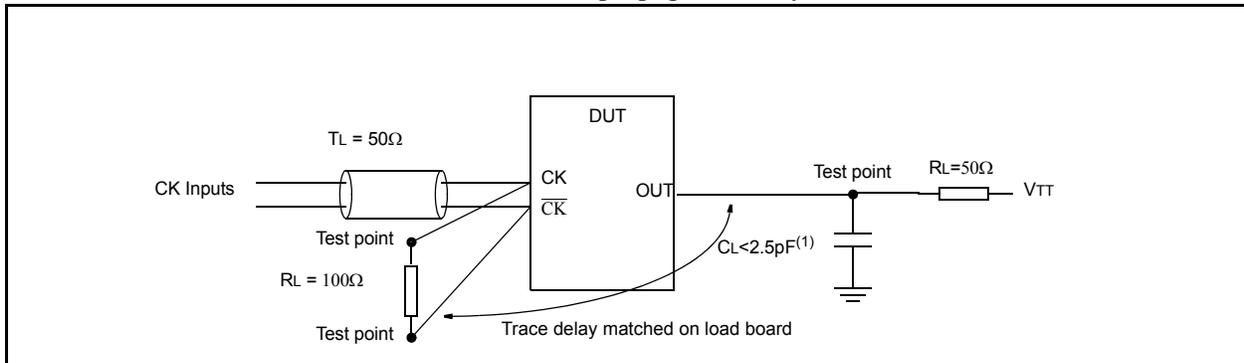 DUT
TL = 50Ω
CK Inputs
CK
CK
OUT
Test point
RL=50Ω
VTT
CL<2.5pF(1)
Test point
RL = 100Ω
Test point
Trace delay matched on load board